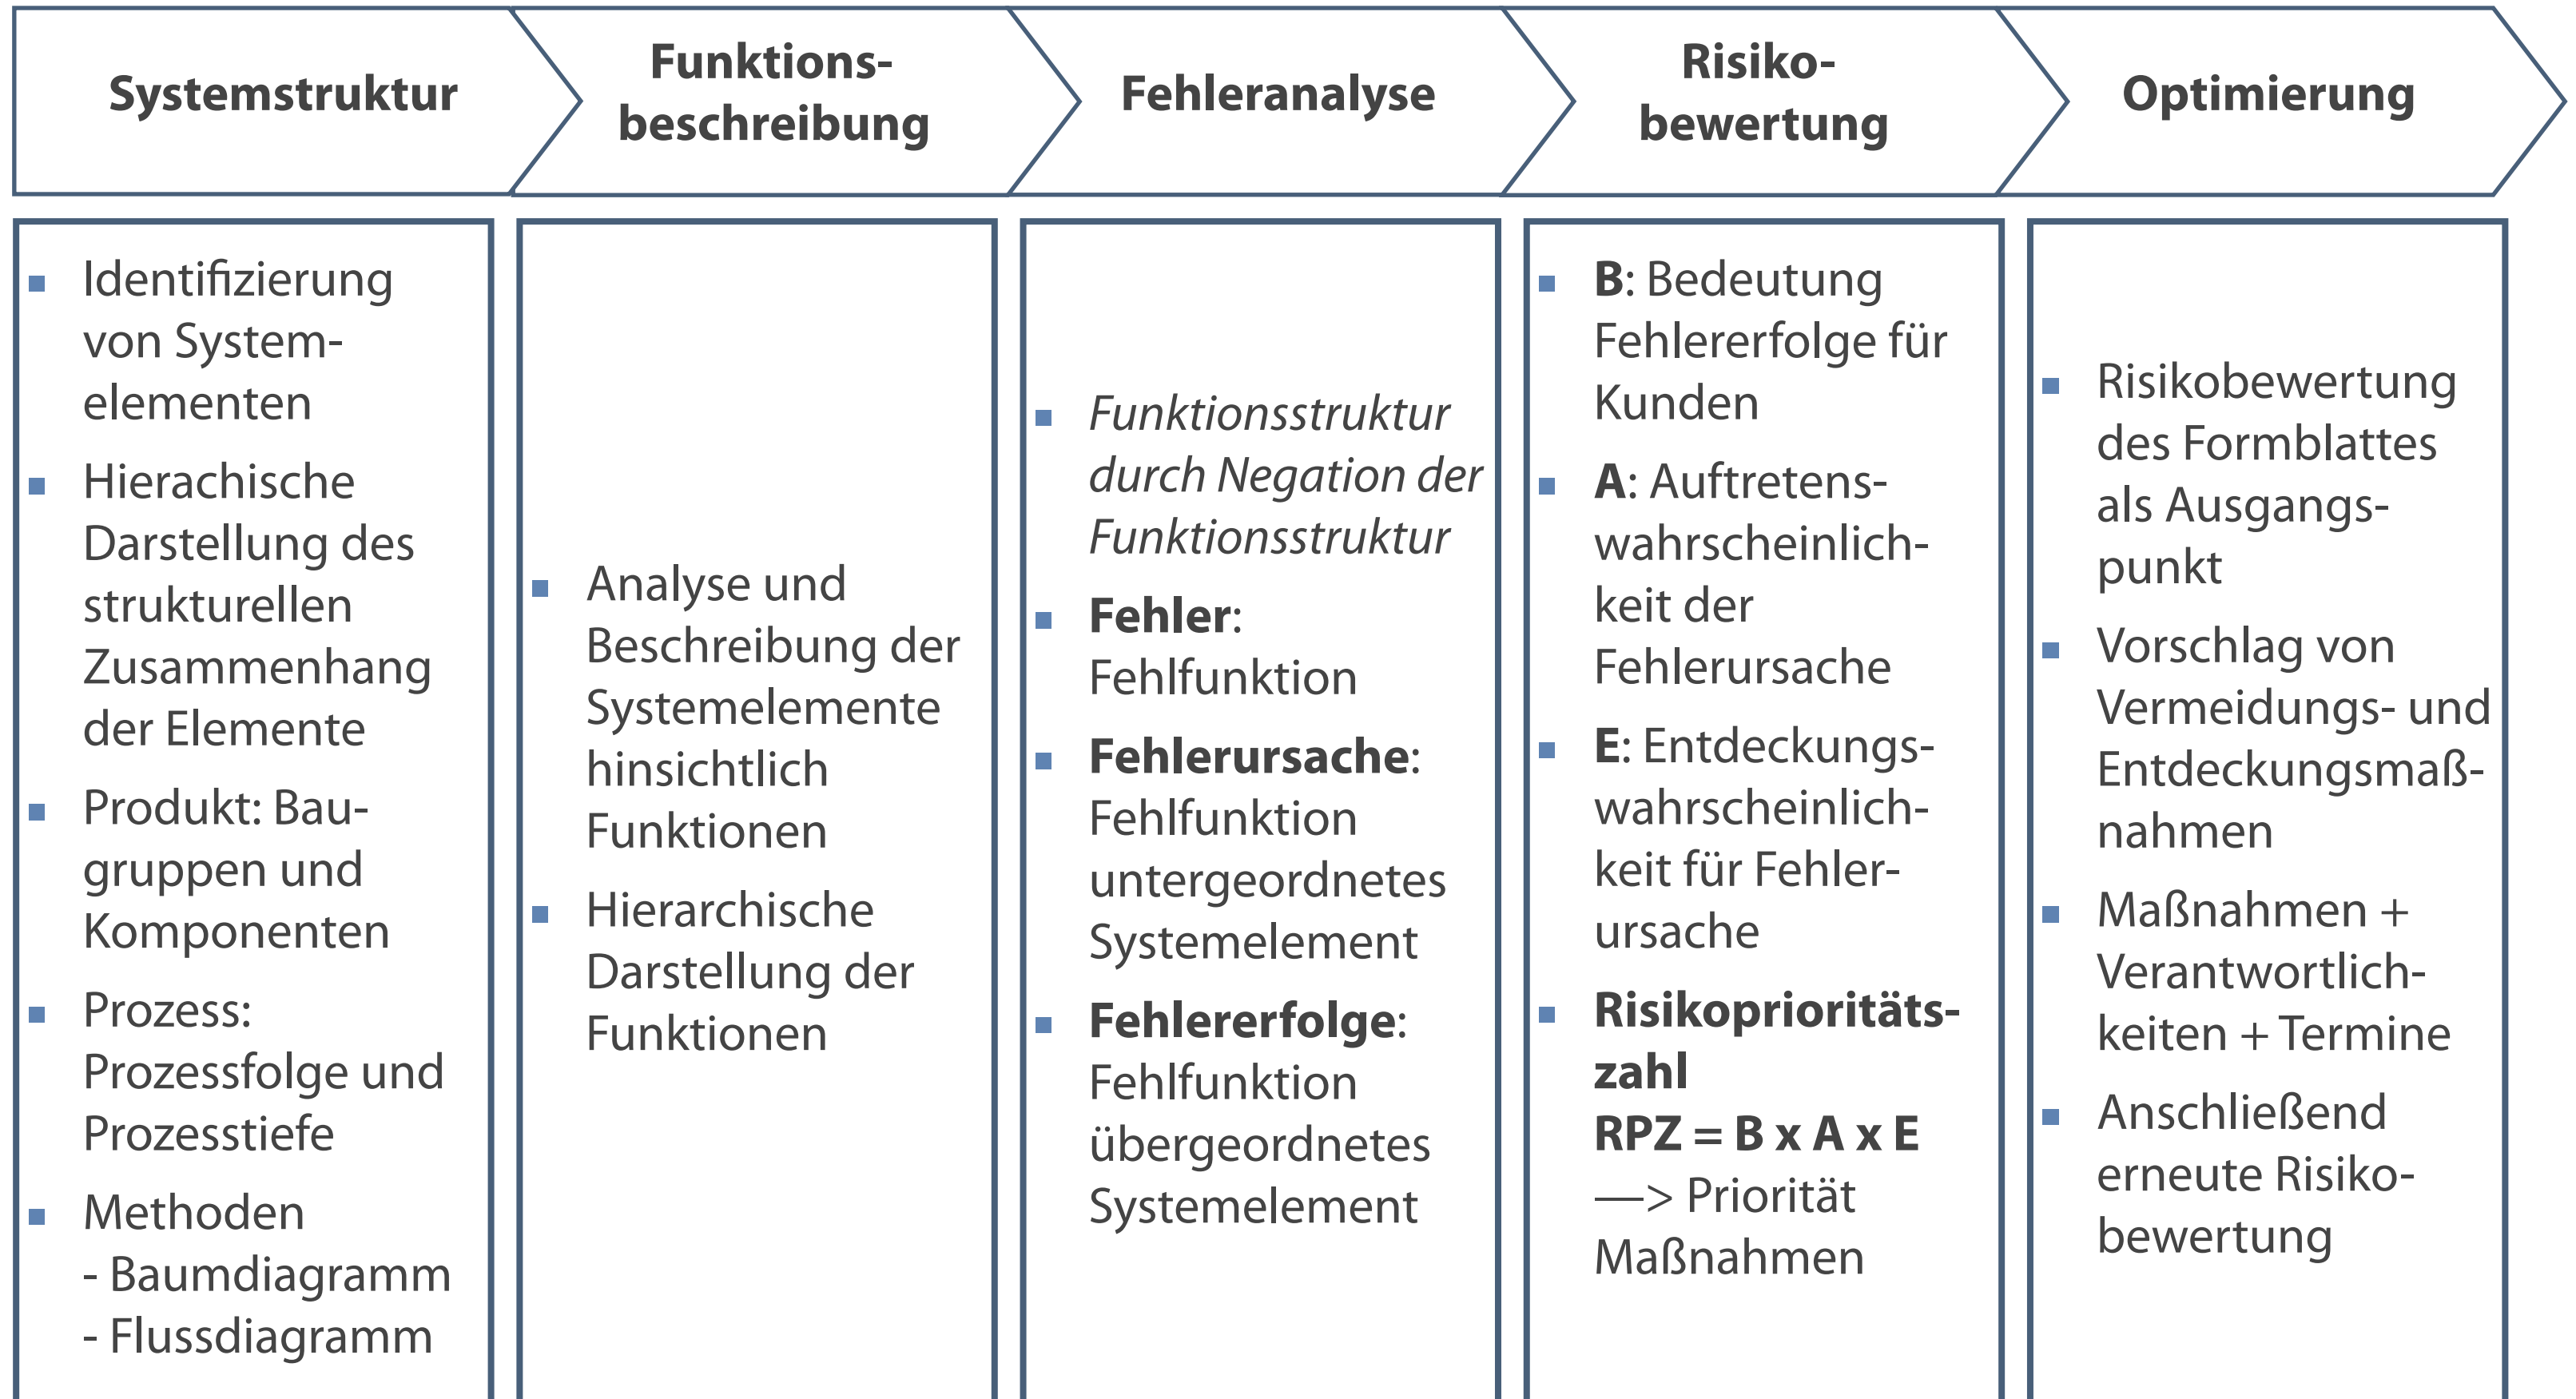 Systemstruktur
Funktions-
beschreibung
Fehleranalyse
Risiko-
bewertung
Optimierung
Identifizierung
von System-
elementen
Hierachische
Darstellung des
strukturellen
Zusammenhang
der Elemente
Produkt: Bau-
gruppen und
Komponenten
Prozess:
Prozessfolge und
Prozesstiefe
Methoden
- Baumdiagramm
- Flussdiagramm
Analyse und
Beschreibung der
Systemelemente
hinsichtlich
Funktionen
Hierarchische
Darstellung der
Funktionen
Funktionsstruktur
durch Negation der
Funktionsstruktur
Fehler:
Fehlfunktion
Fehlerursache:
Fehlfunktion
untergeordnetes
Systemelement
Fehlererfolge:
Fehlfunktion
übergeordnetes
Systemelement
B: Bedeutung
Fehlererfolge für
Kunden
A: Auftretens-
wahrscheinlich-
keit der
Fehlerursache
E: Entdeckungs-
wahrscheinlich-
keit für Fehler-
ursache
Risikoprioritäts-
zahl
RPZ = B x A x E
—> Priorität
Maßnahmen
Risikobewertung
des Formblattes
als Ausgangs-
punkt
Vorschlag von
Vermeidungs- und
Entdeckungsmaß-
nahmen
Maßnahmen +
Verantwortlich-
keiten + Termine
Anschließend
erneute Risiko-
bewertung